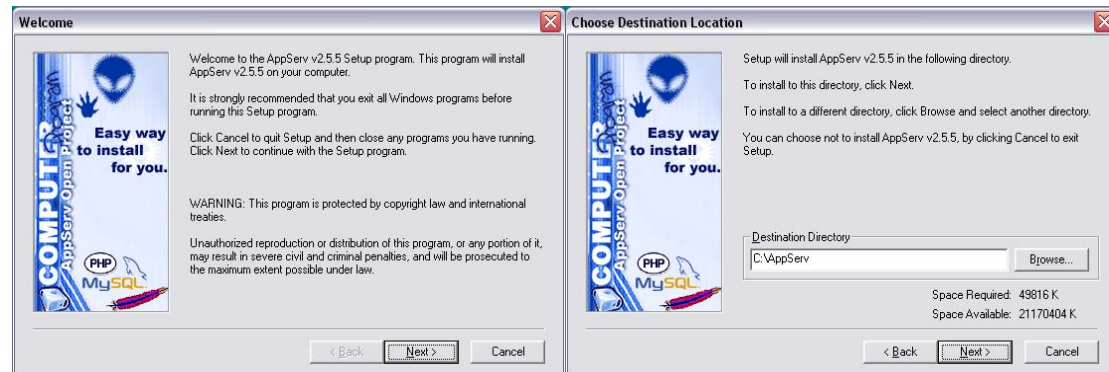 Welcome
COMPUTER
Program
AppServ Open Project
Easy way
to install
for you.
PHP
MySQL
Welcome to the AppServ v2.5.5 Setup program. This program will install
AppServ v2.5.5 on your computer.
It is strongly recommended that you exit all Windows programs before
running this Setup program.
Click Cancel to quit Setup and then close any programs you have running.
Click Next to continue with the Setup program.
WARNING: This program is protected by copyright law and international
treaties.
Unauthorized reproduction or distribution of this program, or any portion of it,
may result in severe civil and criminal penalties, and will be prosecuted to
the maximum extent possible under law.
< Back
Next >
Cancel
Choose Destination Location
COMPUTER
Program
AppServ Open Project
Easy way
to install
for you.
PHP
MySQL
Setup will install AppServ v2.5.5 in the following directory.
To install to this directory, click Next.
To install to a different directory, click Browse and select another directory.
You can choose not to install AppServ v2.5.5, by clicking Cancel to exit
Setup.
Destination Directory
C:\AppServ
Browse...
Space Required: 49816 K
Space Available: 21170404 K
< Back
Next >
Cancel